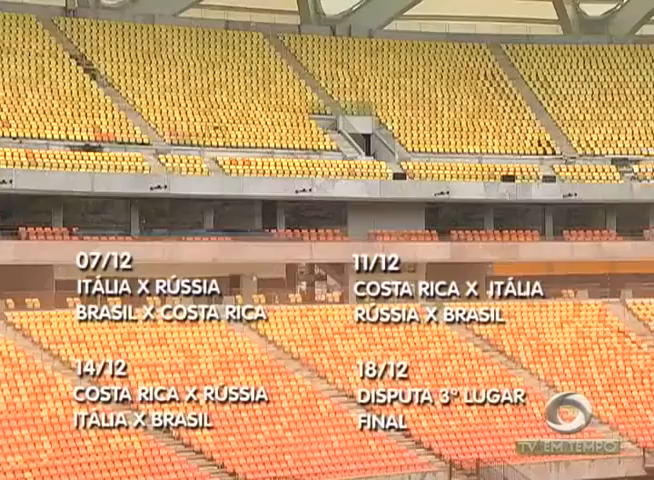 07/12
ITÁLIA X RÚSSIA
BRASIL X COSTA RICA
11/12
COSTA RICA X ITÁLIA
RÚSSIA X BRASIL
14/12
COSTA RICA X RÚSSIA
ITÁLIA X BRASIL
18/12
DISPUTA 3º LUGAR
FINAL
TV EM TEMPO